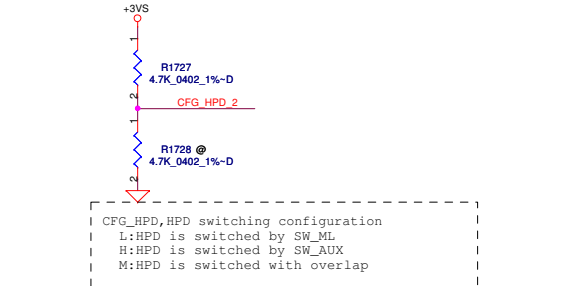 +3VS
1
R1727
4.7K_0402_1%~D
2
CFG_HPD_2
1
R1728 @
4.7K_0402_1%~D
2
CFG_HPD,HPD switching configuration
L:HPD is switched by SW_ML
H:HPD is switched by SW_AUX
M:HPD is switched with overlap